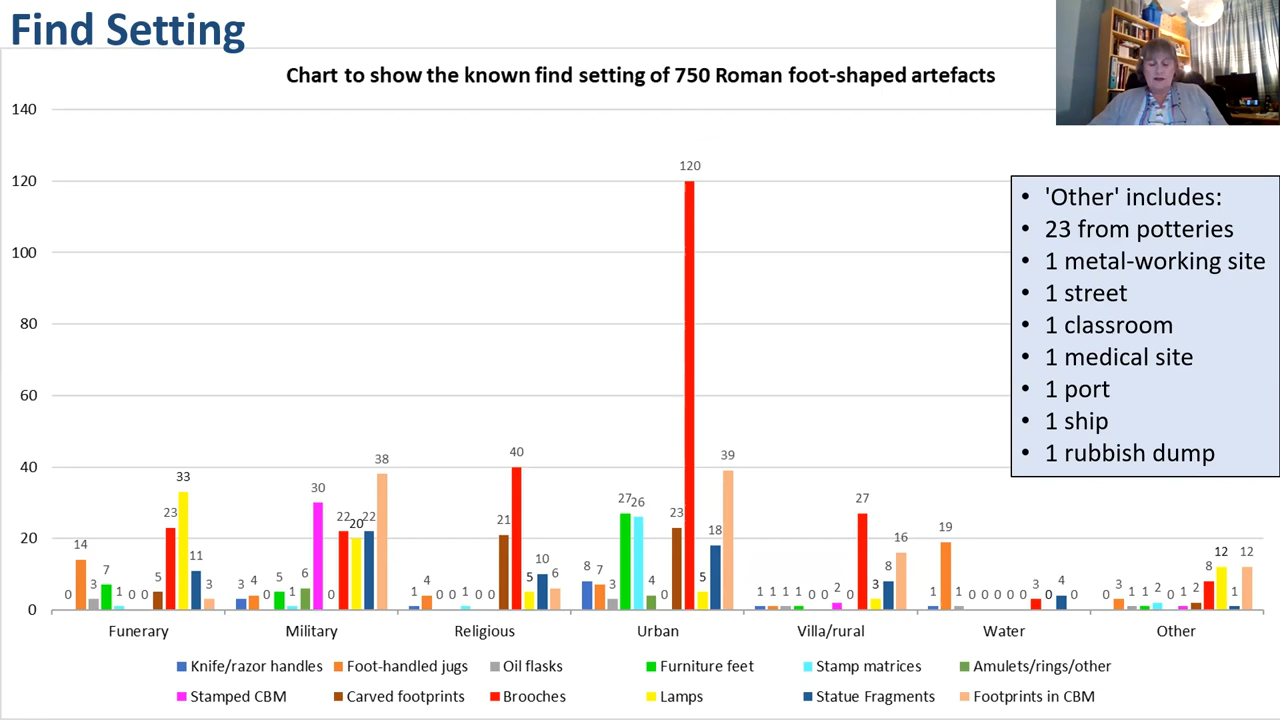 Find Setting
Chart to show the known find setting of 750 Roman foot-shaped artefacts
140
120
100
80
60
40
20
0
0 14 3 7 1 0 0 5 23 33 11 3
3 4 0 5 1 6 30 0 22 20 22 38
1 4 0 0 1 0 0 21 40 5 10 6
8 7 3 27 26 4 0 23 120 5 18 39
1 1 1 1 0 0 2 0 27 3 8 16
1 19 1 0 0 0 0 0 3 0 4 0
0 3 1 1 2 0 1 2 8 12 1 12
Funerary Military Religious Urban Villa/rural Water Other
Knife/razor handles Foot-handled jugs Oil flasks Furniture feet Stamp matrices Amulets/rings/other
Stamped CBM Carved footprints Brooches Lamps Statue Fragments Footprints in CBM
• 'Other' includes:
• 23 from potteries
• 1 metal-working site
• 1 street
• 1 classroom
• 1 medical site
• 1 port
• 1 ship
• 1 rubbish dump